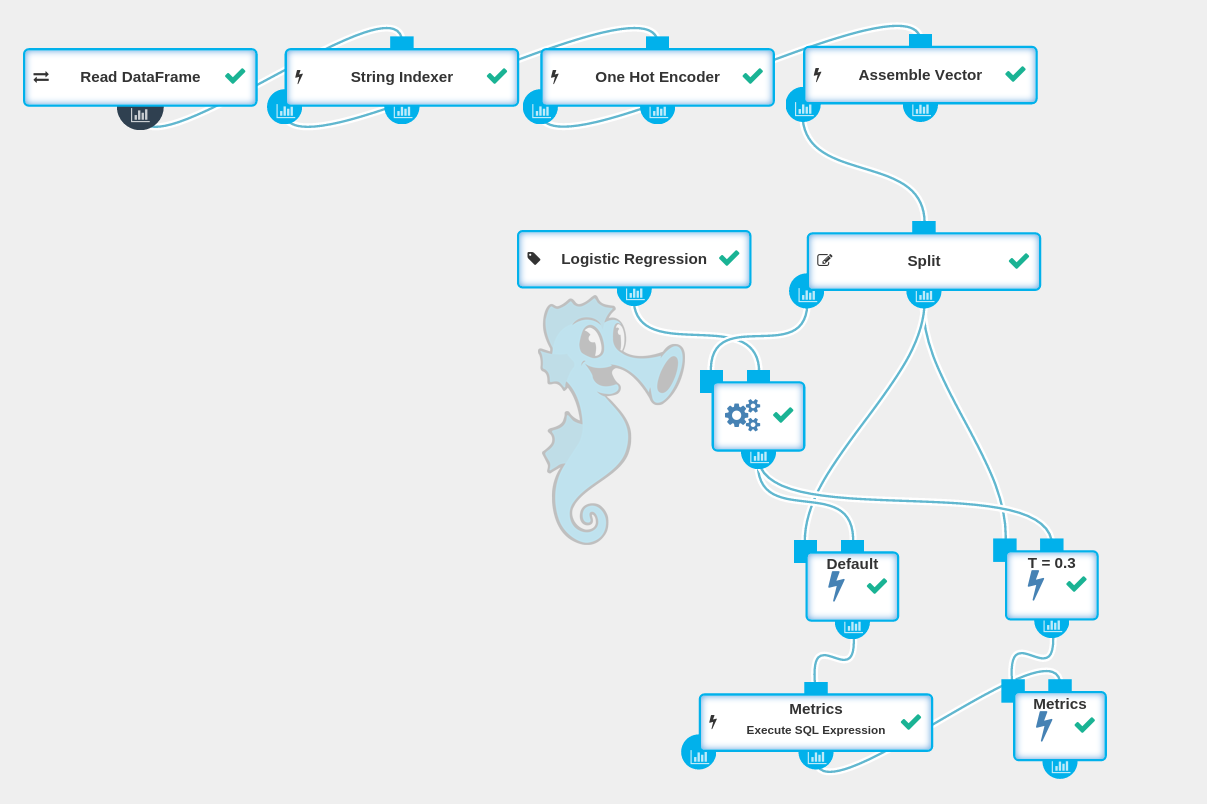 Read DataFrame
String Indexer
One Hot Encoder
Assemble Vector
Logistic Regression
Split
Default
T = 0.3
Metrics
Execute SQL Expression
Metrics